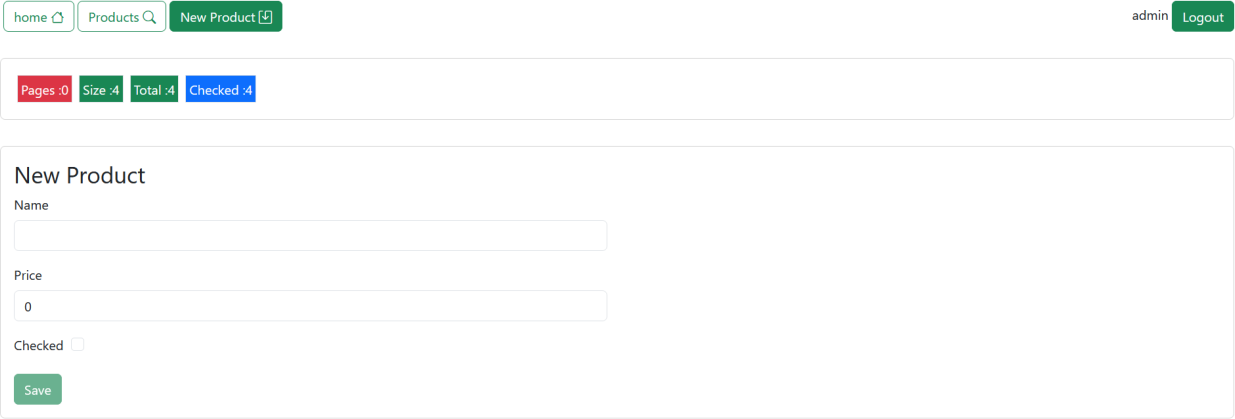 home Products New Product admin Logout
Pages :0 Size :4 Total :4 Checked :4
New Product
Name
Price
0
Checked
Save